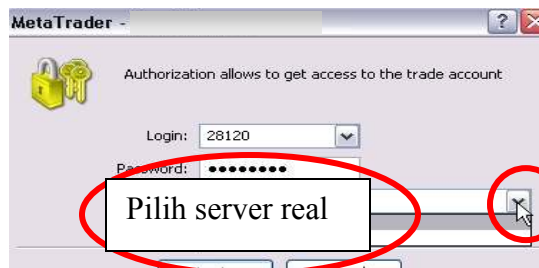 MetaTrader -
Authorization allows to get access to the trade account
Login: 28120
Password: ●●●●●●●●
Pilih server real